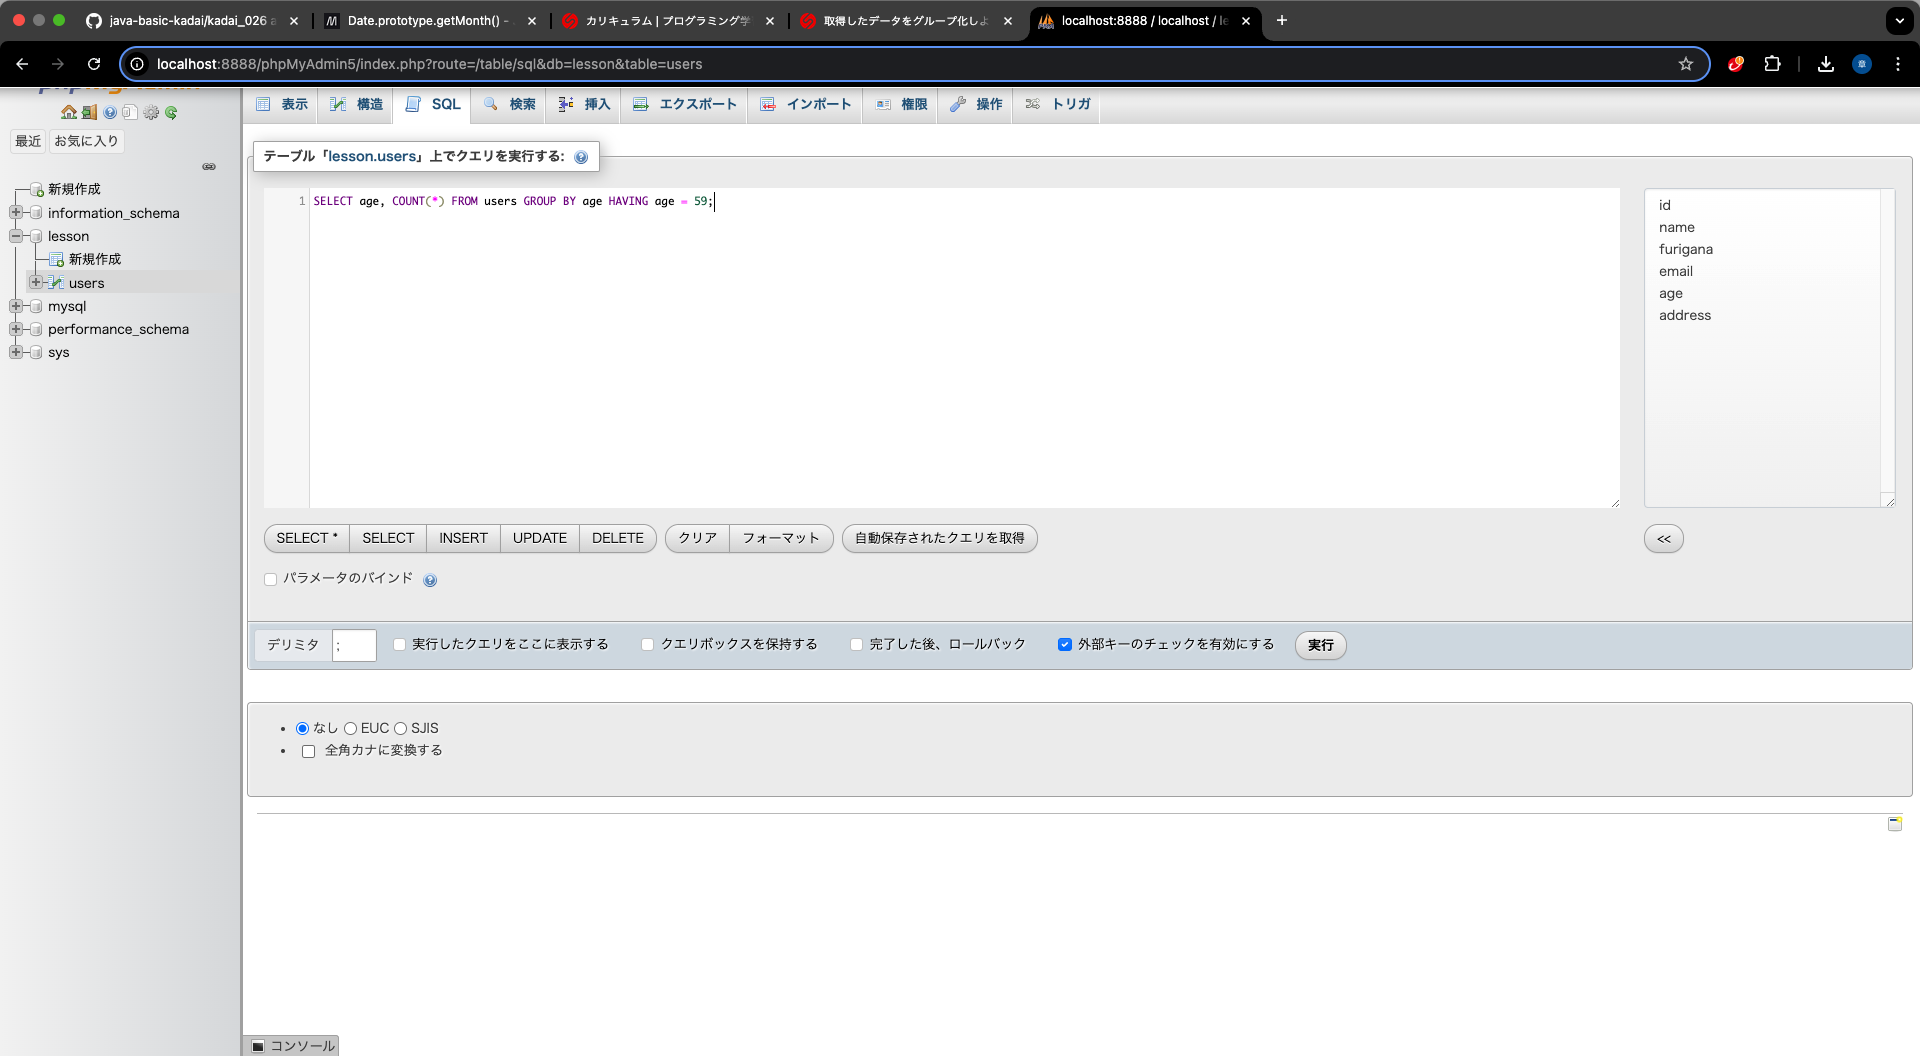 java-basic-kadai/kadai_026 a
Date.prototype.getMonth() -
カリキュラム | プログラミング学
取得したデータをグループ化しよ
localhost:8888 / localhost / le
localhost:8888/phpMyAdmin5/index.php?route=/table/sql&db=lesson&table=users
章
最近
お気に入り
新規作成
information_schema
lesson
新規作成
users
mysql
performance_schema
sys
表示
構造
SQL
検索
挿入
エクスポート
インポート
権限
操作
トリガ
テーブル「lesson.users」上でクエリを実行する:
1
SELECT age, COUNT(*) FROM users GROUP BY age HAVING age = 59;
id
name
furigana
email
age
address
SELECT *
SELECT
INSERT
UPDATE
DELETE
クリア
フォーマット
自動保存されたクエリを取得
<<
パラメータのバインド
デリミタ
;
実行したクエリをここに表示する
クエリボックスを保持する
完了した後、ロールバック
外部キーのチェックを有効にする
実行
なし
EUC
SJIS
全角カナに変換する
コンソール